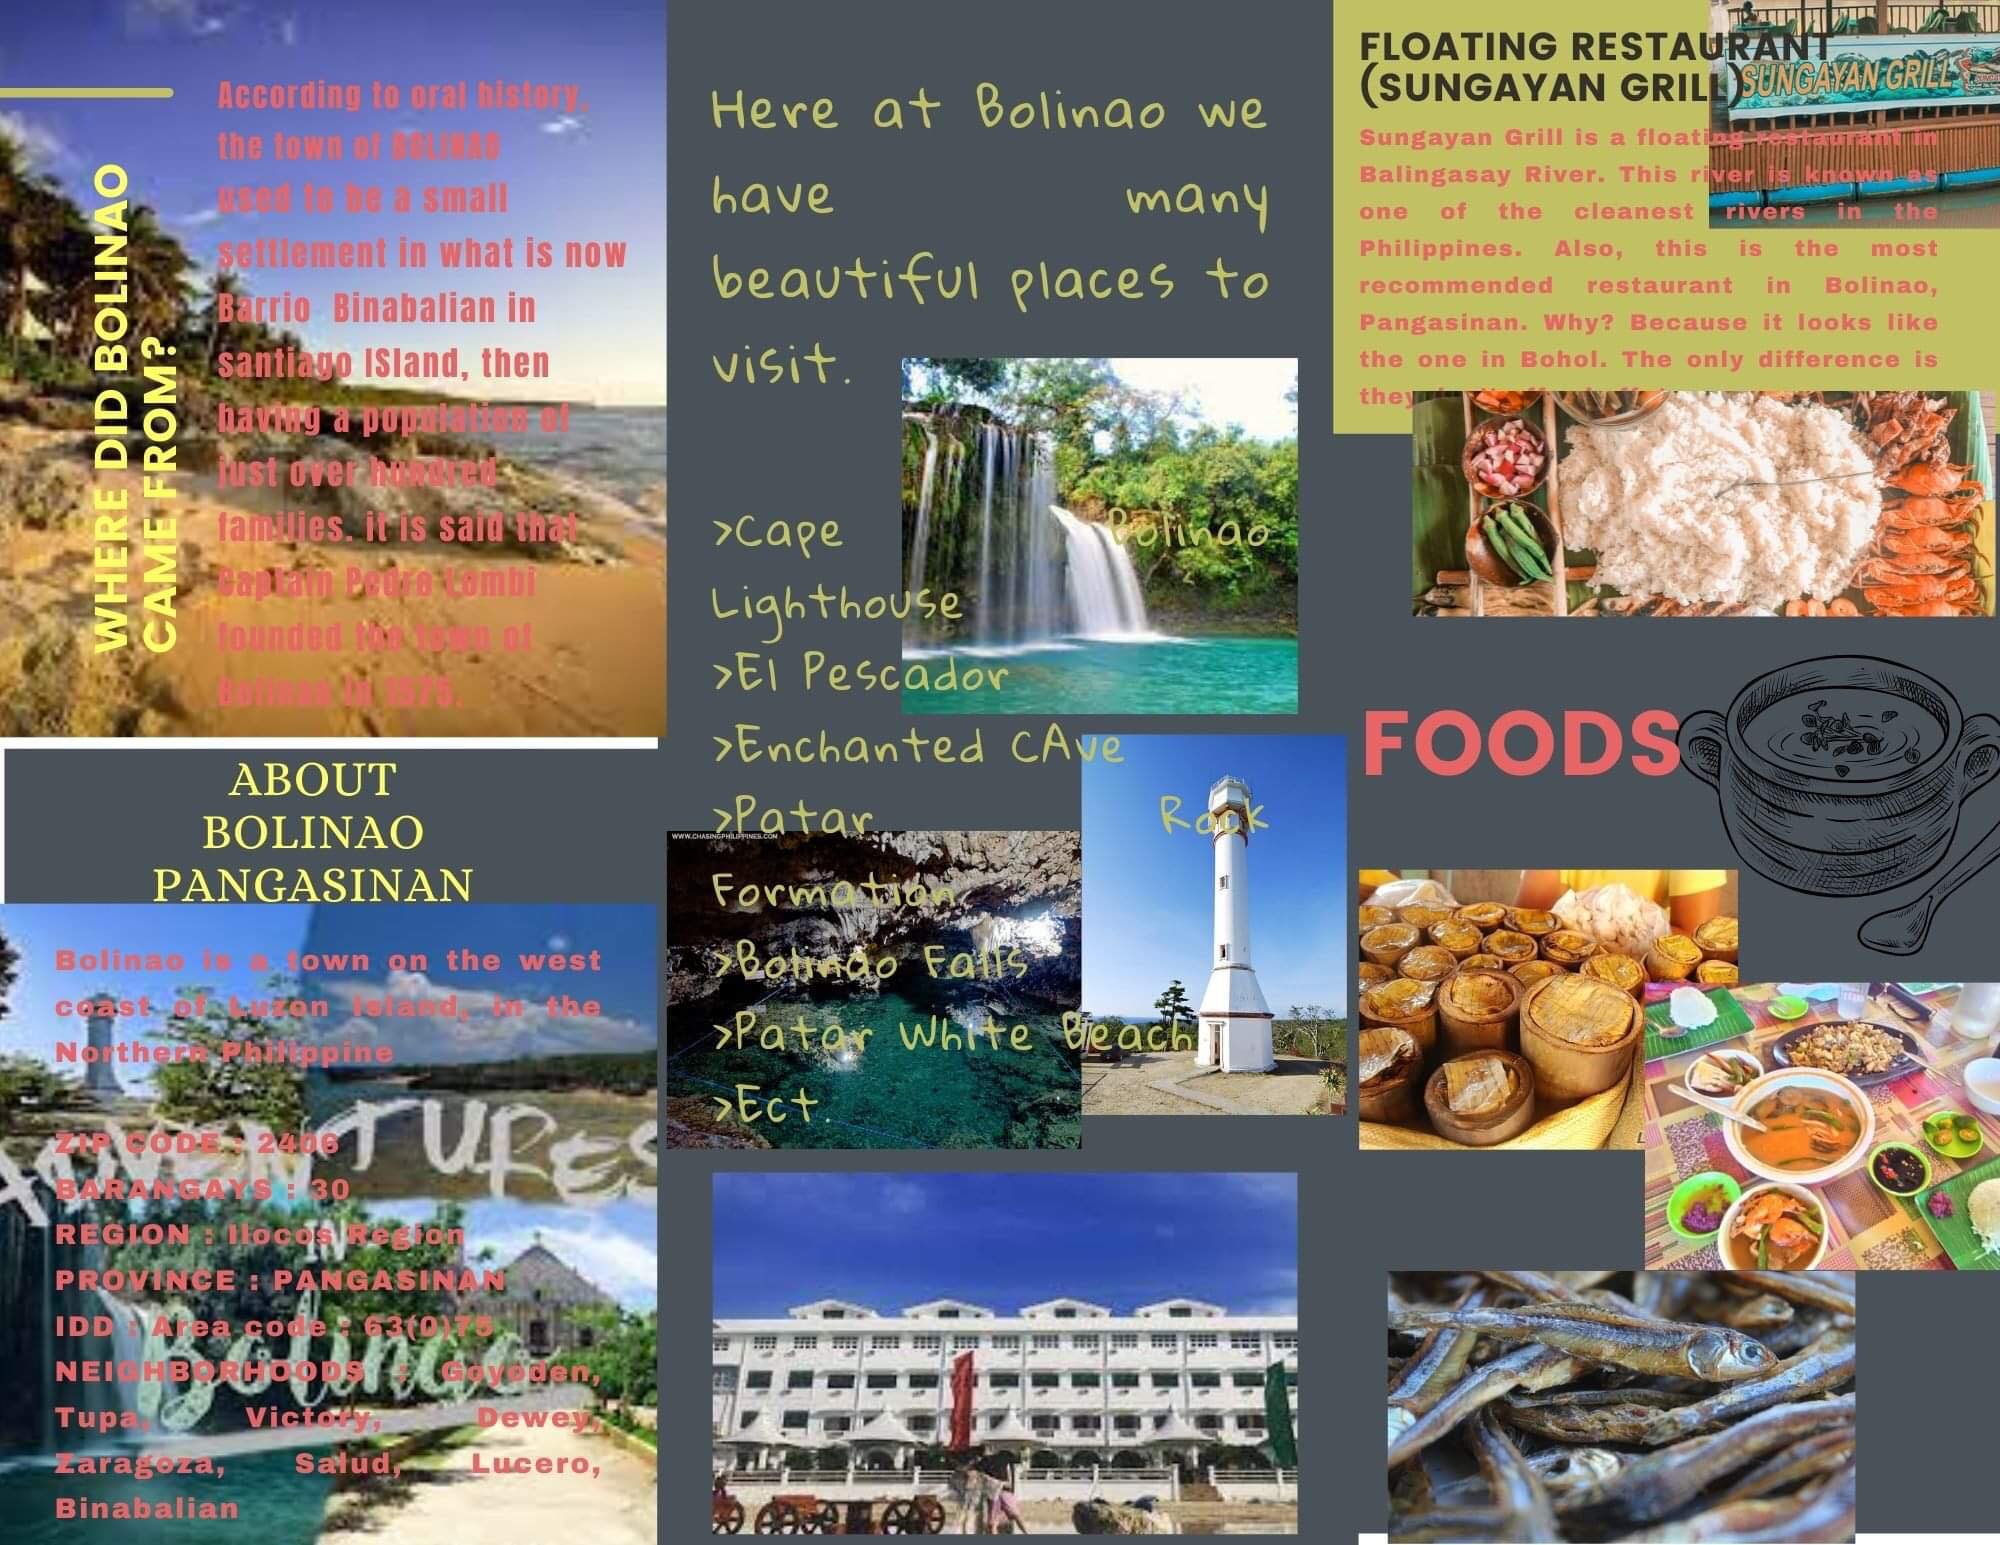 WHERE DID BOLINAO
CAME FROM?
According to oral history,
the town of BOLINAO
used to be a small
settlement in what is now
Barrio Binabalian in
santiago ISland, then
having a population of
just over hundred
families. it is said that
Captain Pedro Lombi
founded the town of
Bolinao in 1575.
ABOUT
BOLINAO
PANGASINAN
Bolinao is a town on the west
coast of Luzon Island, in the
Northern Philippine
ZIP CODE : 2406
BARANGAYS : 30
REGION : Ilocos Region
PROVINCE : PANGASINAN
IDD : Area code : 63(0)75
NEIGHBORHOODS : Goyoden,
Tupa, Victory, Dewey,
Zaragoza, Salud, Lucero,
Binabalian
IN
Bolinao
Here at Bolinao we
have many
beautiful places to
visit.
>Cape Bolinao
Lighthouse
>El Pescador
>Enchanted CAve
>Patar Rock
Formation
>Bolinao Falls
>Patar White Beach
>Ect.
WWW.CHASINGPHILIPPINES.COM
FLOATING RESTAURANT
(SUNGAYAN GRILL)
SUNGAYAN GRILL
Sungayan Grill is a floating restaurant in
Balingasay River. This river is known as
one of the cleanest rivers in the
Philippines. Also, this is the most
recommended restaurant in Bolinao,
Pangasinan. Why? Because it looks like
the one in Bohol. The only difference is
they
FOODS